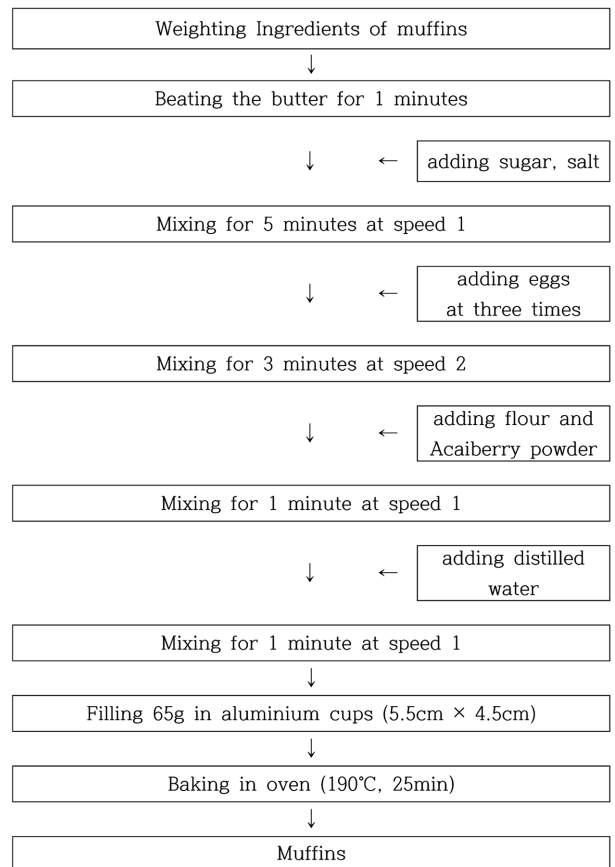 Weighting Ingredients of muffins
↓
Beating the butter for 1 minutes
↓ ← adding sugar, salt
Mixing for 5 minutes at speed 1
↓ ← adding eggs
at three times
Mixing for 3 minutes at speed 2
↓ ← adding flour and
Acaiberry powder
Mixing for 1 minute at speed 1
↓ ← adding distilled
water
Mixing for 1 minute at speed 1
↓
Filling 65g in aluminium cups (5.5cm × 4.5cm)
↓
Baking in oven (190℃, 25min)
↓
Muffins